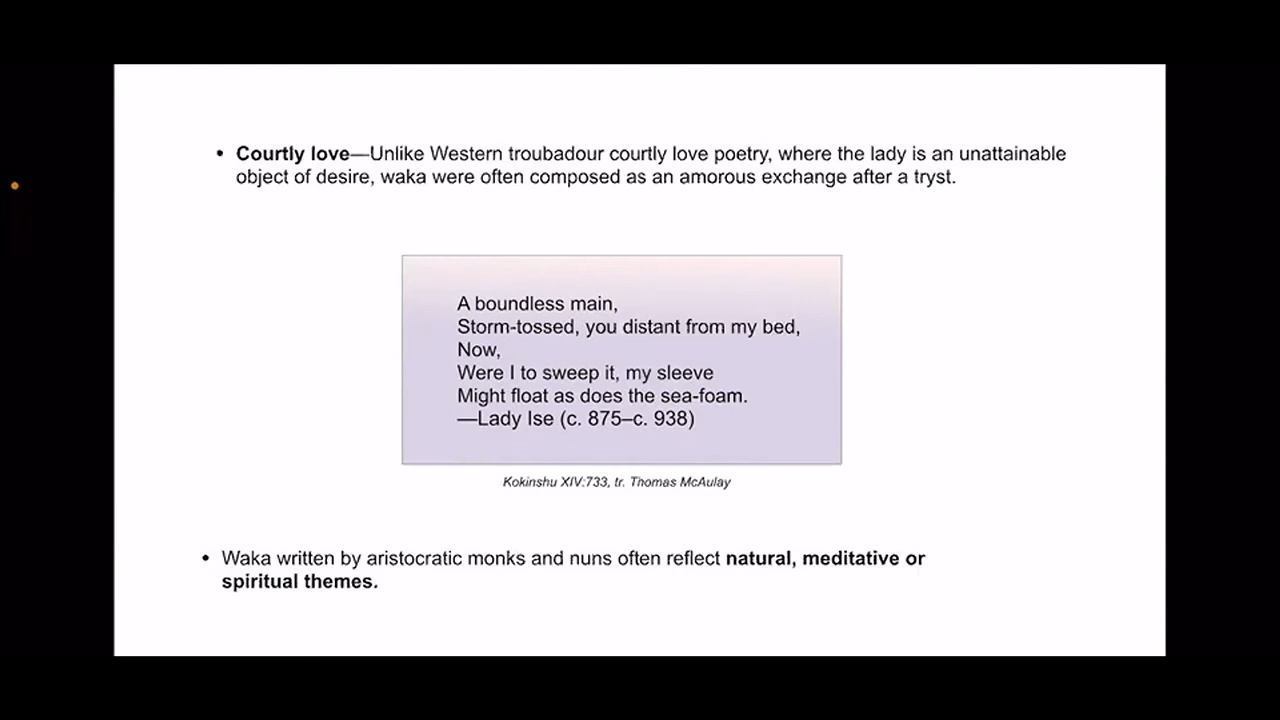 • Courtly love—Unlike Western troubadour courtly love poetry, where the lady is an unattainable
object of desire, waka were often composed as an amorous exchange after a tryst.
A boundless main,
Storm-tossed, you distant from my bed,
Now,
Were I to sweep it, my sleeve
Might float as does the sea-foam.
—Lady Ise (c. 875–c. 938)
Kokinshu XIV:733, tr. Thomas McAulay
• Waka written by aristocratic monks and nuns often reflect natural, meditative or
spiritual themes.